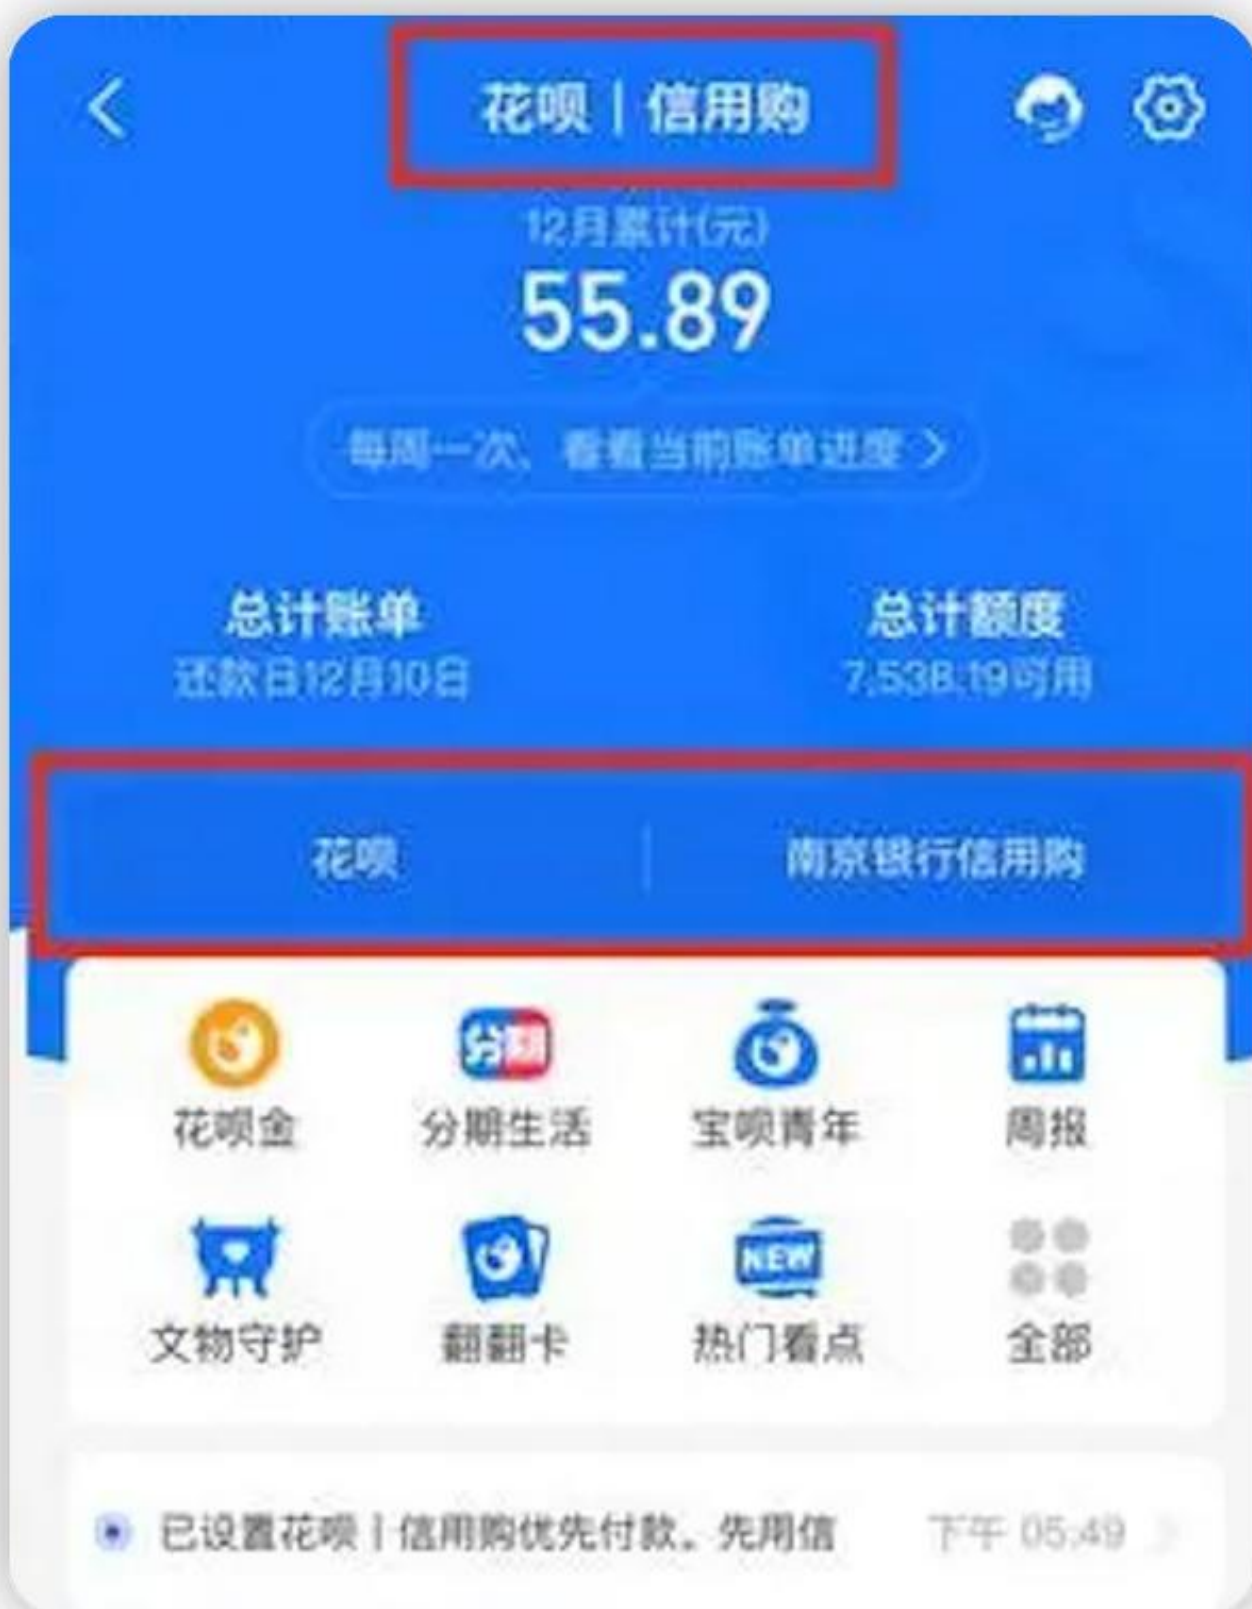 花呗 | 信用购
12月累计(元)
55.89
每周一次，看看当前账单进度 >
总计账单
总计额度
还款日12月10日
7,538.19可用
花呗
南京银行信用购
分期
花呗金
分期生活
宝呗青年
周报
NEW
文物守护
翻翻卡
热门看点
全部
已设置花呗 | 信用购优先付款。先用信
下午 05:49